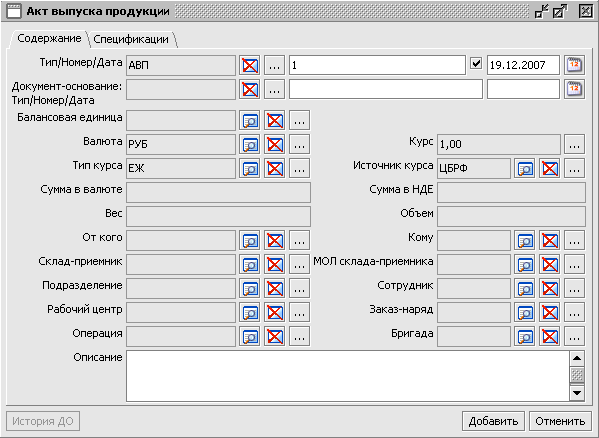 Акт выпуска продукции
Содержание Спецификации
Тип/Номер/Дата АВП ... 1 19.12.2007 12
Документ-основание: ... 12
Тип/Номер/Дата
Балансовая единица ...
Валюта РУБ ... Курс 1,00 ...
Тип курса ЕЖ ... Источник курса ЦБРФ ...
Сумма в валюте Сумма в НДЕ
Вес Объем
От кого ... Кому ...
Склад-приемник ... МОЛ склада-приемника ...
Подразделение ... Сотрудник ...
Рабочий центр ... Заказ-наряд ...
Операция ... Бригада ...
Описание
История ДО Добавить Отменить